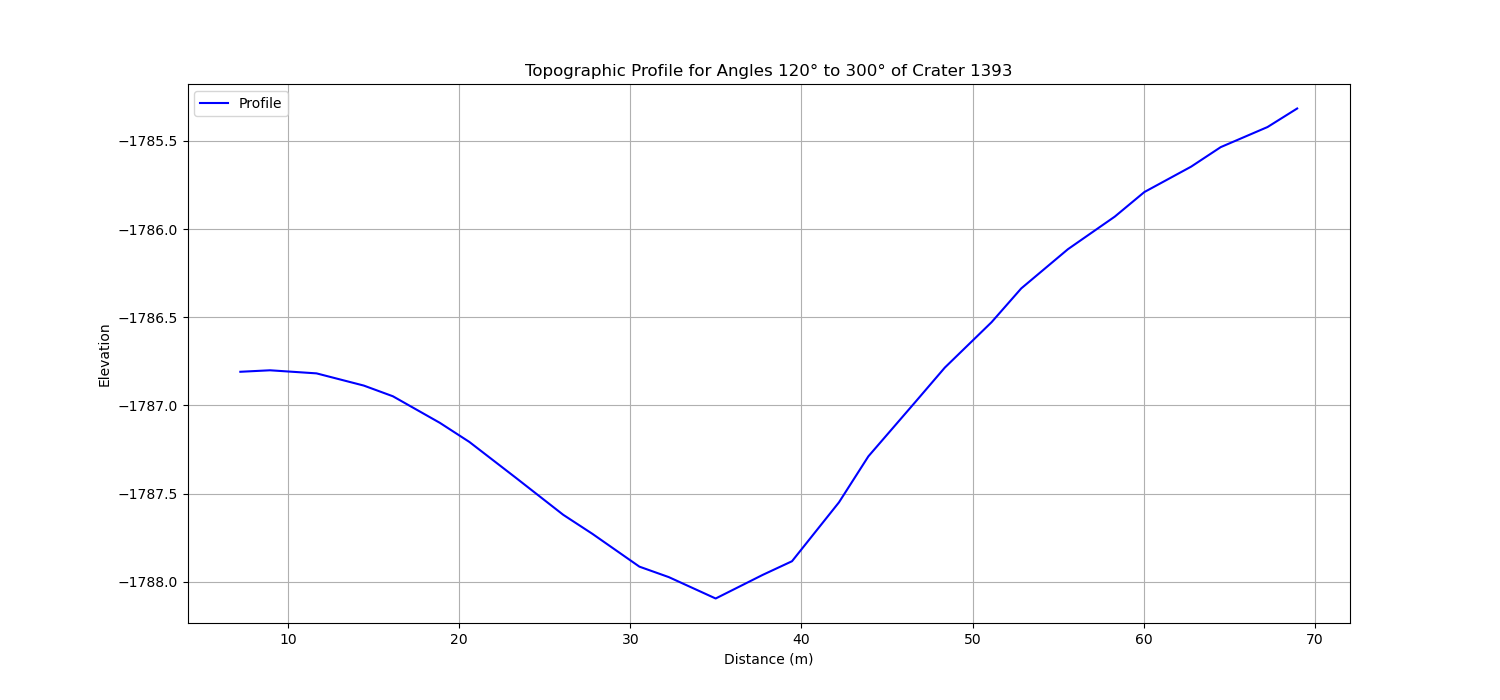 Topographic Profile for Angles 120° to 300° of Crater 1393
Profile
−1785.5
−1786.0
−1786.5
−1787.0
−1787.5
−1788.0
Elevation
10 20 30 40 50 60 70
Distance (m)